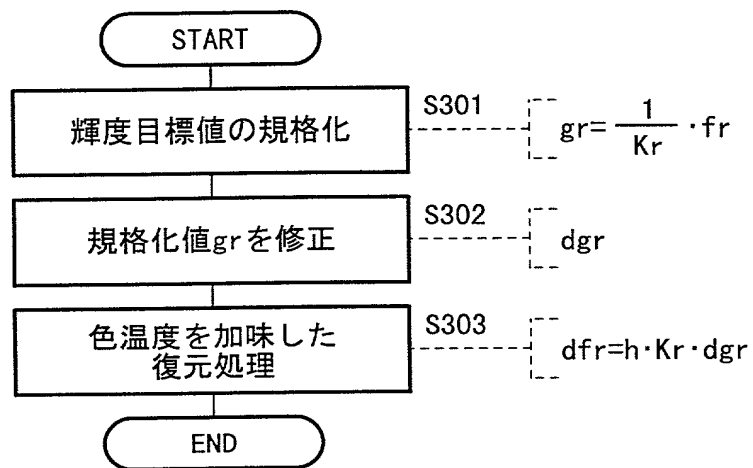 START
輝度目標値の規格化
S301
gr= 1/Kr ·fr
規格化値grを修正
S302
dgr
色温度を加味した
復元処理
S303
dfr=h·Kr·dgr
END